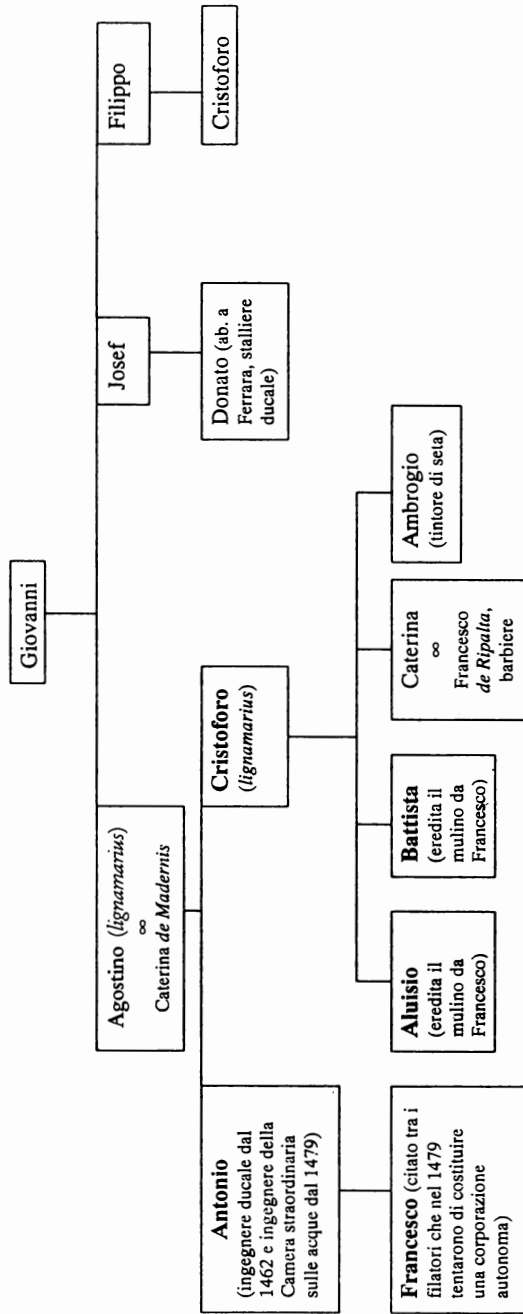 Giovanni
Agostino (lignamarius)
∞
Caterina de Madernis
Josef
Filippo
Antonio
(ingegnere ducale dal
1462 e ingegnere della
Camera straordinaria
sulle acque dal 1479)
Cristoforo
(lignamarius)
Donato (ab. a
Ferrara, stalliere
ducale)
Cristoforo
Francesco (citato tra i
filatori che nel 1479
tentarono di costituire
una corporazione
autonoma)
Aluisio
(eredita il
mulino da
Francesco)
Battista
(eredita il
mulino da
Francesco)
Caterina
∞
Francesco
de Ripalta,
barbiere
Ambrogio
(tintore di seta)